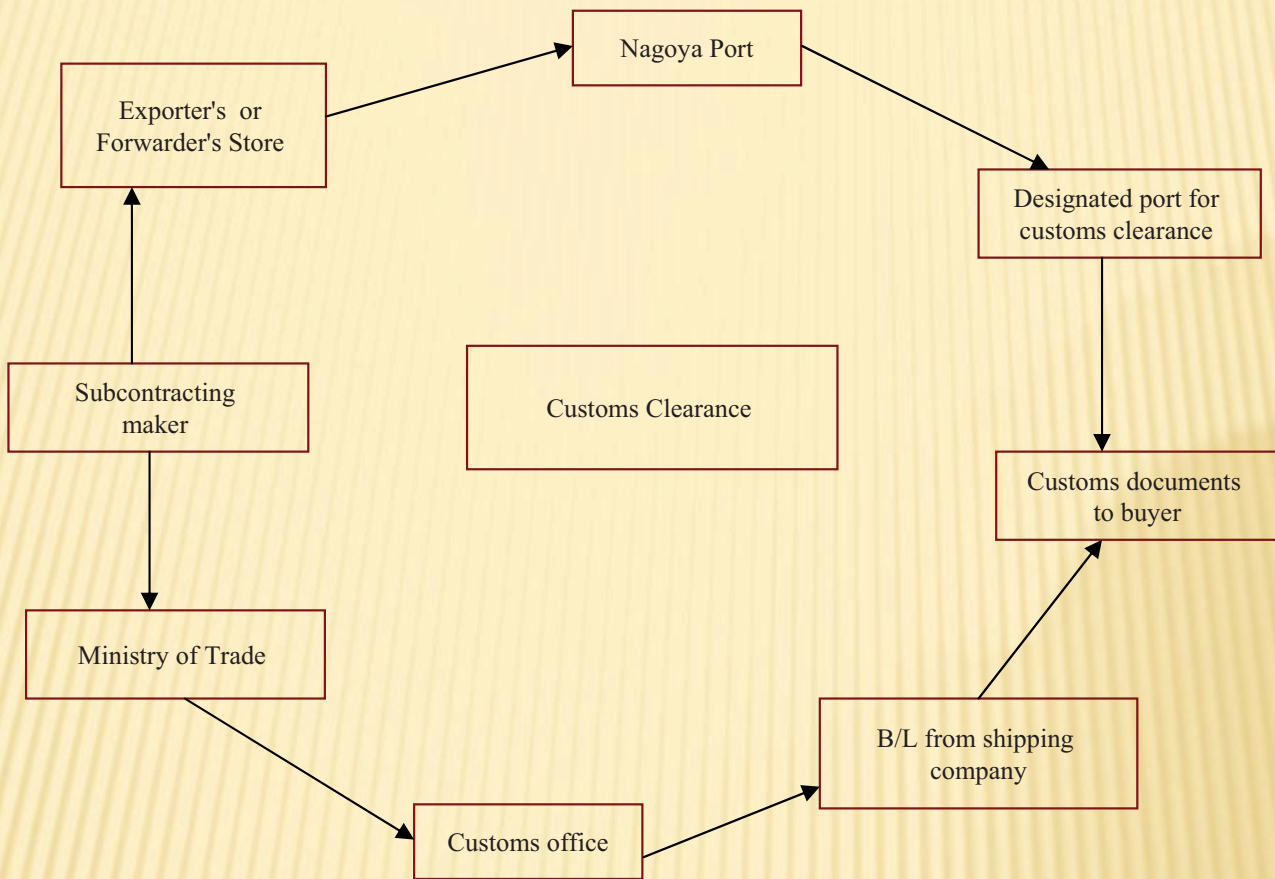 Nagoya Port
Exporter's or
Forwarder's Store
Designated port for
customs clearance
Subcontracting
maker
Customs Clearance
Customs documents
to buyer
Ministry of Trade
B/L from shipping
company
Customs office